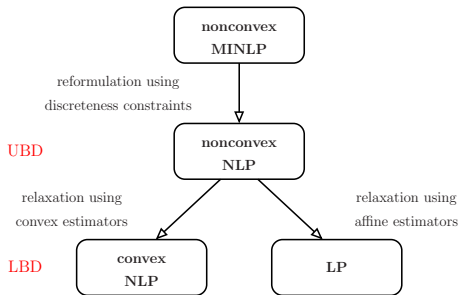 nonconvex
MINLP
reformulation using
discreteness constraints
UBD
nonconvex
NLP
relaxation using
convex estimators
relaxation using
affine estimators
LBD
convex
NLP
LP